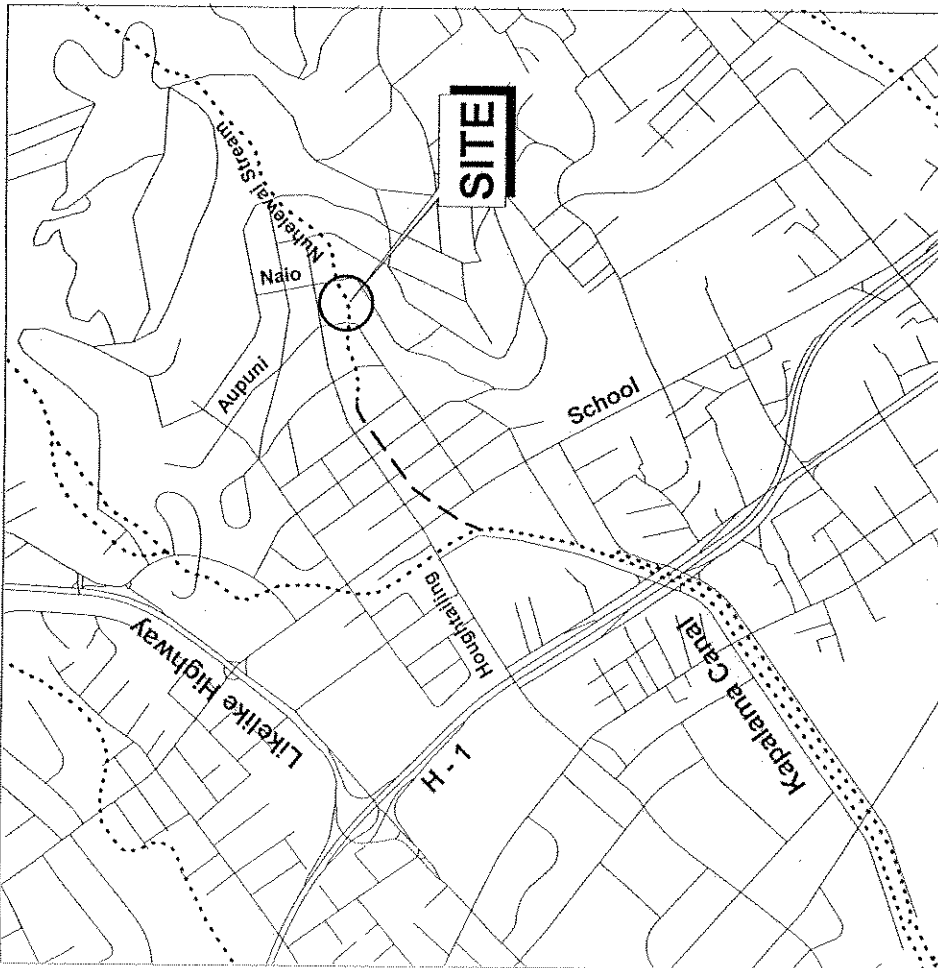 Nuhelewai Stream
SITE
Naio
Aupuni
School
Houghtailing
Likelike Highway
H - 1
Kapalama Canal